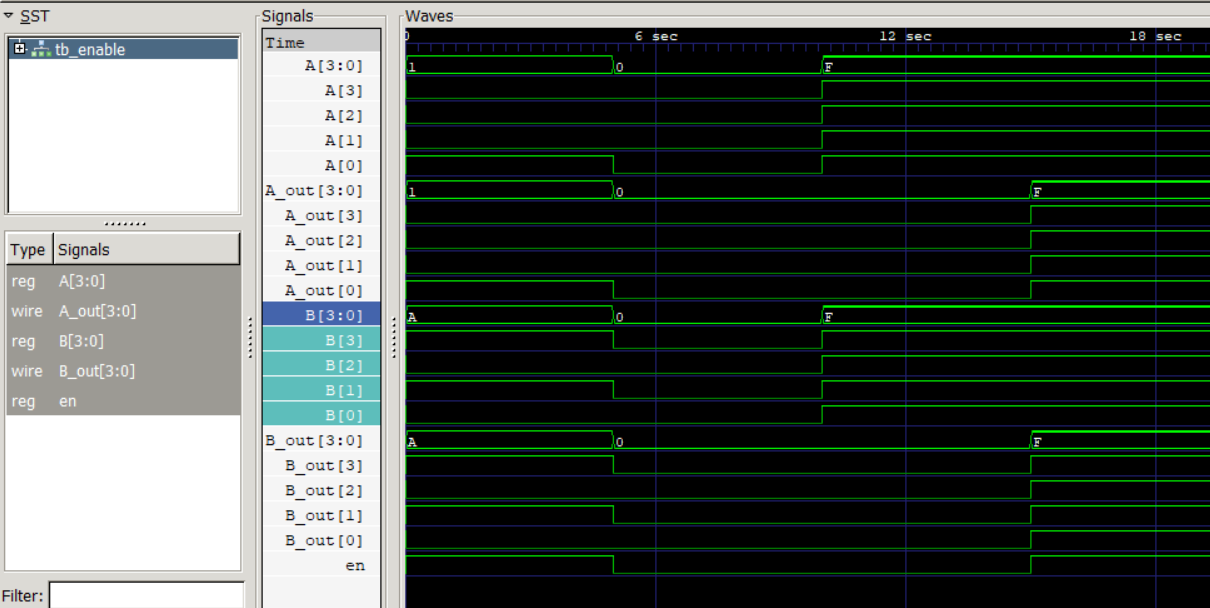 SST
tb_enable
Type Signals
reg A[3:0]
wire A_out[3:0]
reg B[3:0]
wire B_out[3:0]
reg en
Filter:
Signals
Time
A[3:0]
A[3]
A[2]
A[1]
A[0]
A_out[3:0]
A_out[3]
A_out[2]
A_out[1]
A_out[0]
B[3:0]
B[3]
B[2]
B[1]
B[0]
B_out[3:0]
B_out[3]
B_out[2]
B_out[1]
B_out[0]
en
Waves
0 6 sec 12 sec 18 sec
1 0 F
1 0 F
A 0 F
A 0 F